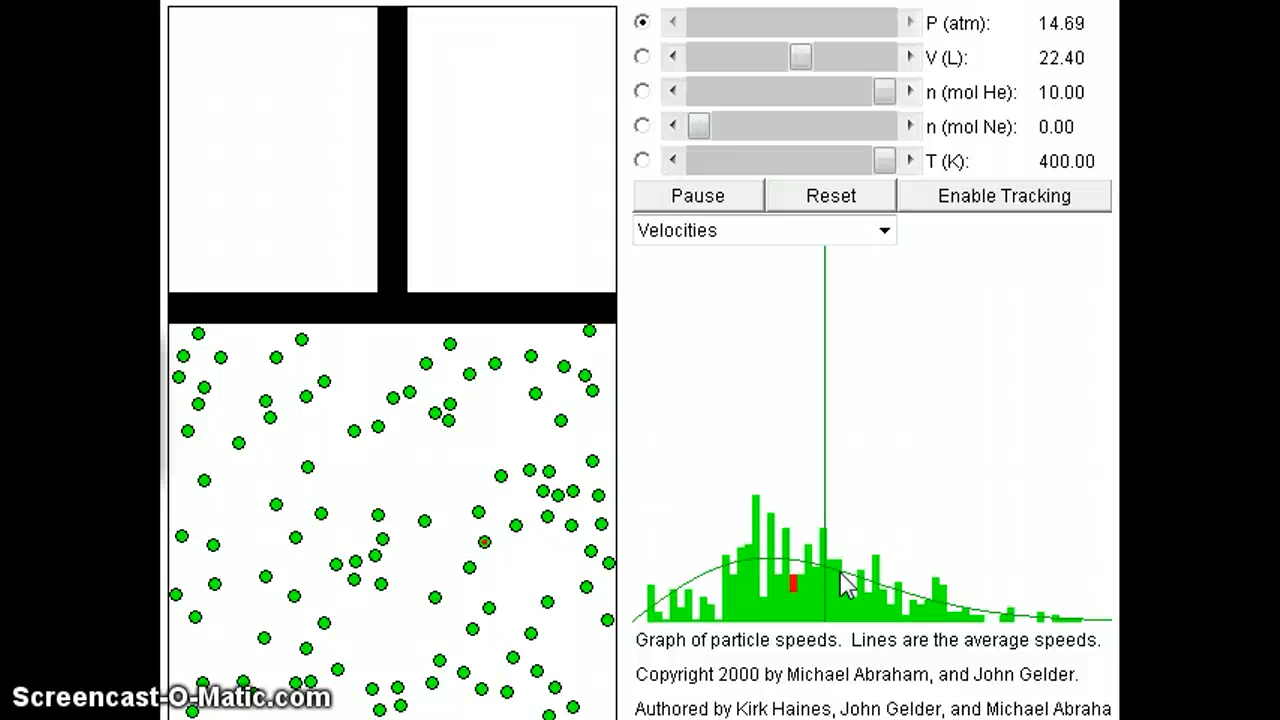 P (atm): 14.69
V (L): 22.40
n (mol He): 10.00
n (mol Ne): 0.00
T (K): 400.00
Pause Reset Enable Tracking
Velocities
Graph of particle speeds. Lines are the average speeds.
Copyright 2000 by Michael Abraham, and John Gelder.
Authored by Kirk Haines, John Gelder, and Michael Abraha
Screencast-O-Matic.com